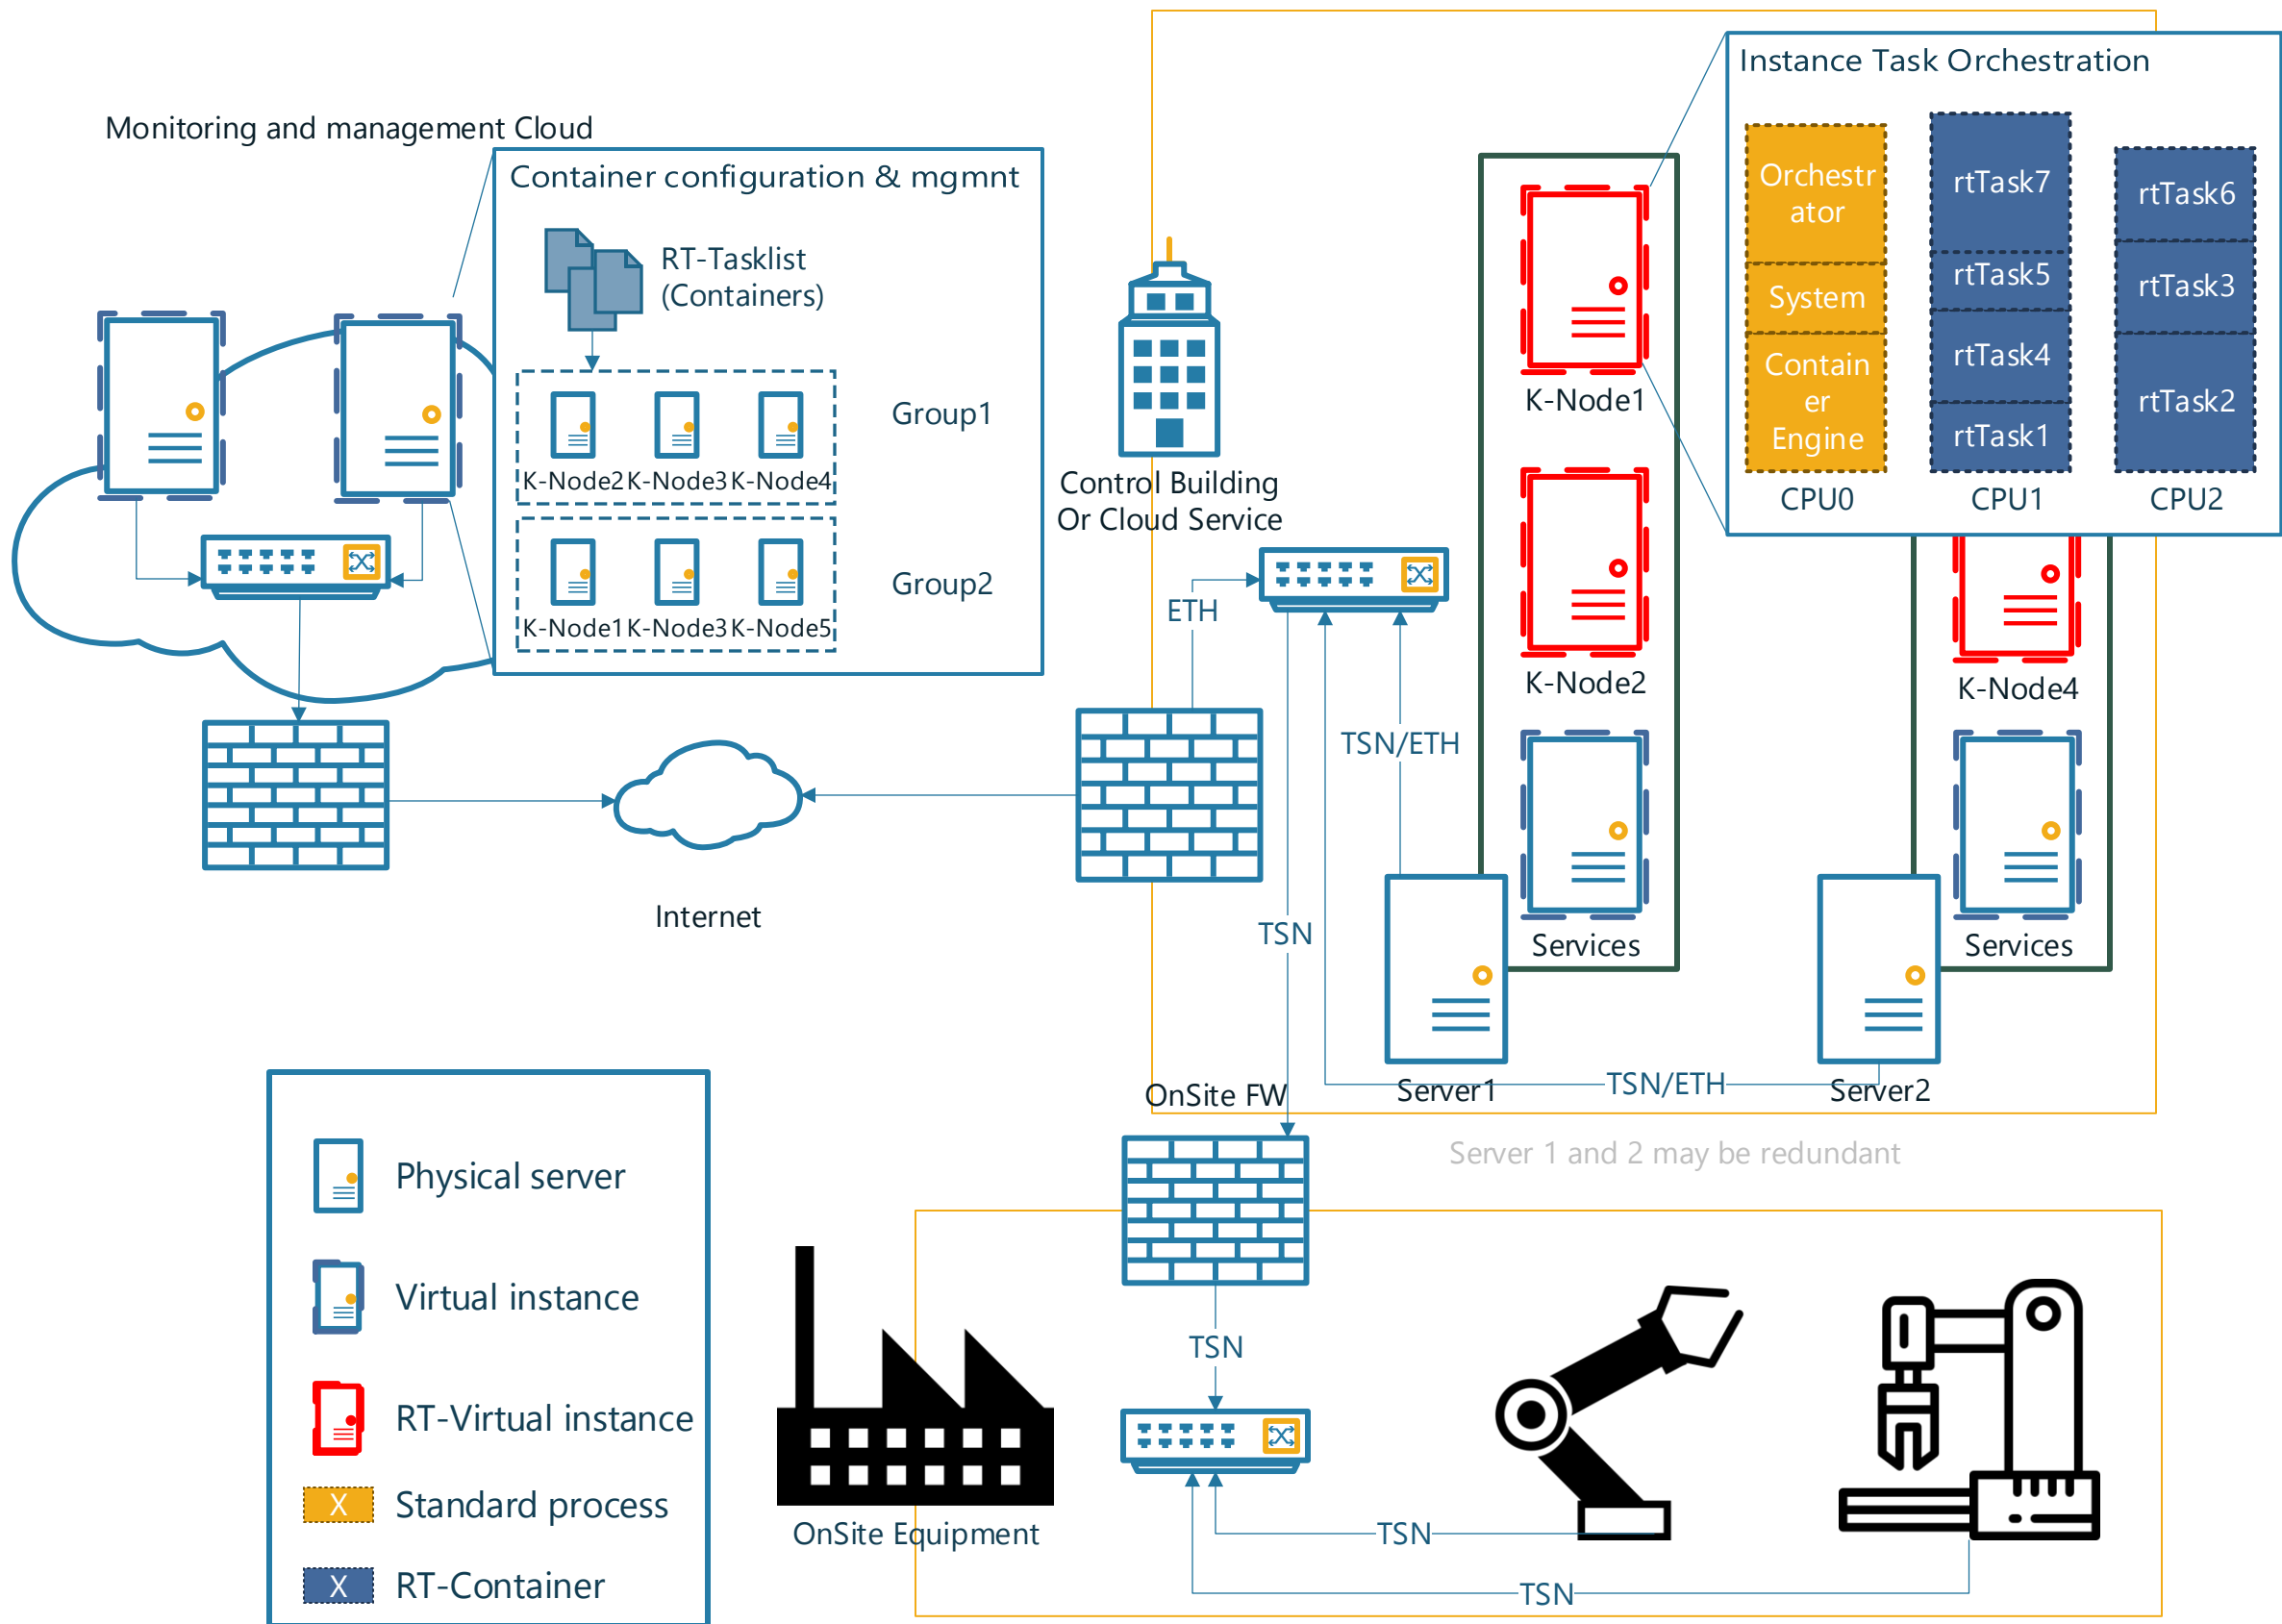 Monitoring and management Cloud
Container configuration & mgmnt
RT-Tasklist
(Containers)
Group1
K-Node2 K-Node3 K-Node4
Group2
K-Node1 K-Node3 K-Node5
Internet
Control Building
Or Cloud Service
ETH
TSN/ETH
TSN
TSN/ETH
K-Node1
K-Node2
Services
Server1
Instance Task Orchestration
Orchestr
ator
System
Contain
er
Engine
CPU0
rtTask7
rtTask5
rtTask4
rtTask1
CPU1
rtTask6
rtTask3
rtTask2
CPU2
K-Node4
Services
Server2
OnSite FW
Server 1 and 2 may be redundant
TSN
OnSite Equipment
TSN
TSN
Physical server
Virtual instance
RT-Virtual instance
X Standard process
X RT-Container